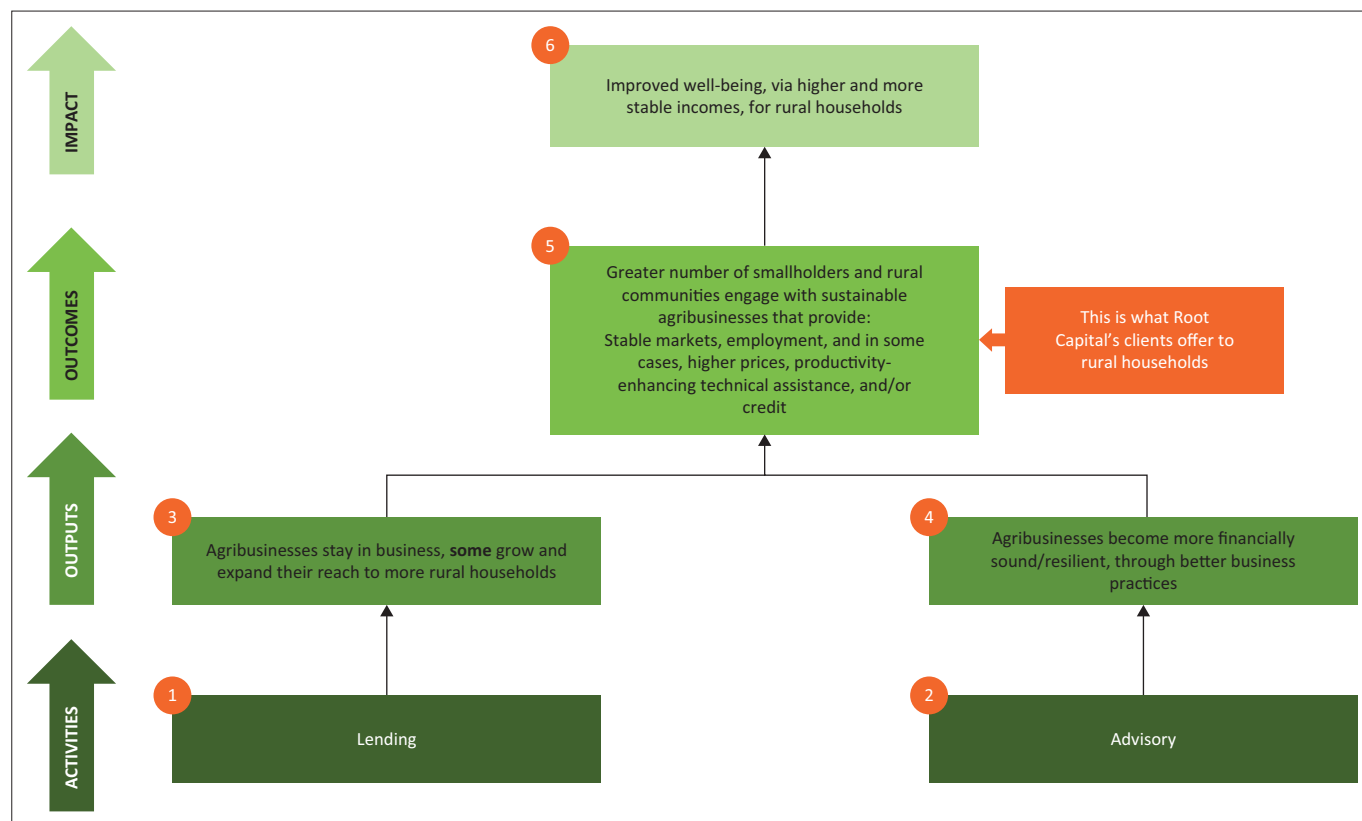 IMPACT
6
Improved well-being, via higher and more
stable incomes, for rural households
OUTCOMES
5
Greater number of smallholders and rural
communities engage with sustainable
agribusinesses that provide:
Stable markets, employment, and in some
cases, higher prices, productivity-
enhancing technical assistance, and/or
credit
This is what Root
Capital’s clients offer to
rural households
OUTPUTS
3
Agribusinesses stay in business, some grow and
expand their reach to more rural households
4
Agribusinesses become more financially
sound/resilient, through better business
practices
ACTIVITIES
1
Lending
2
Advisory